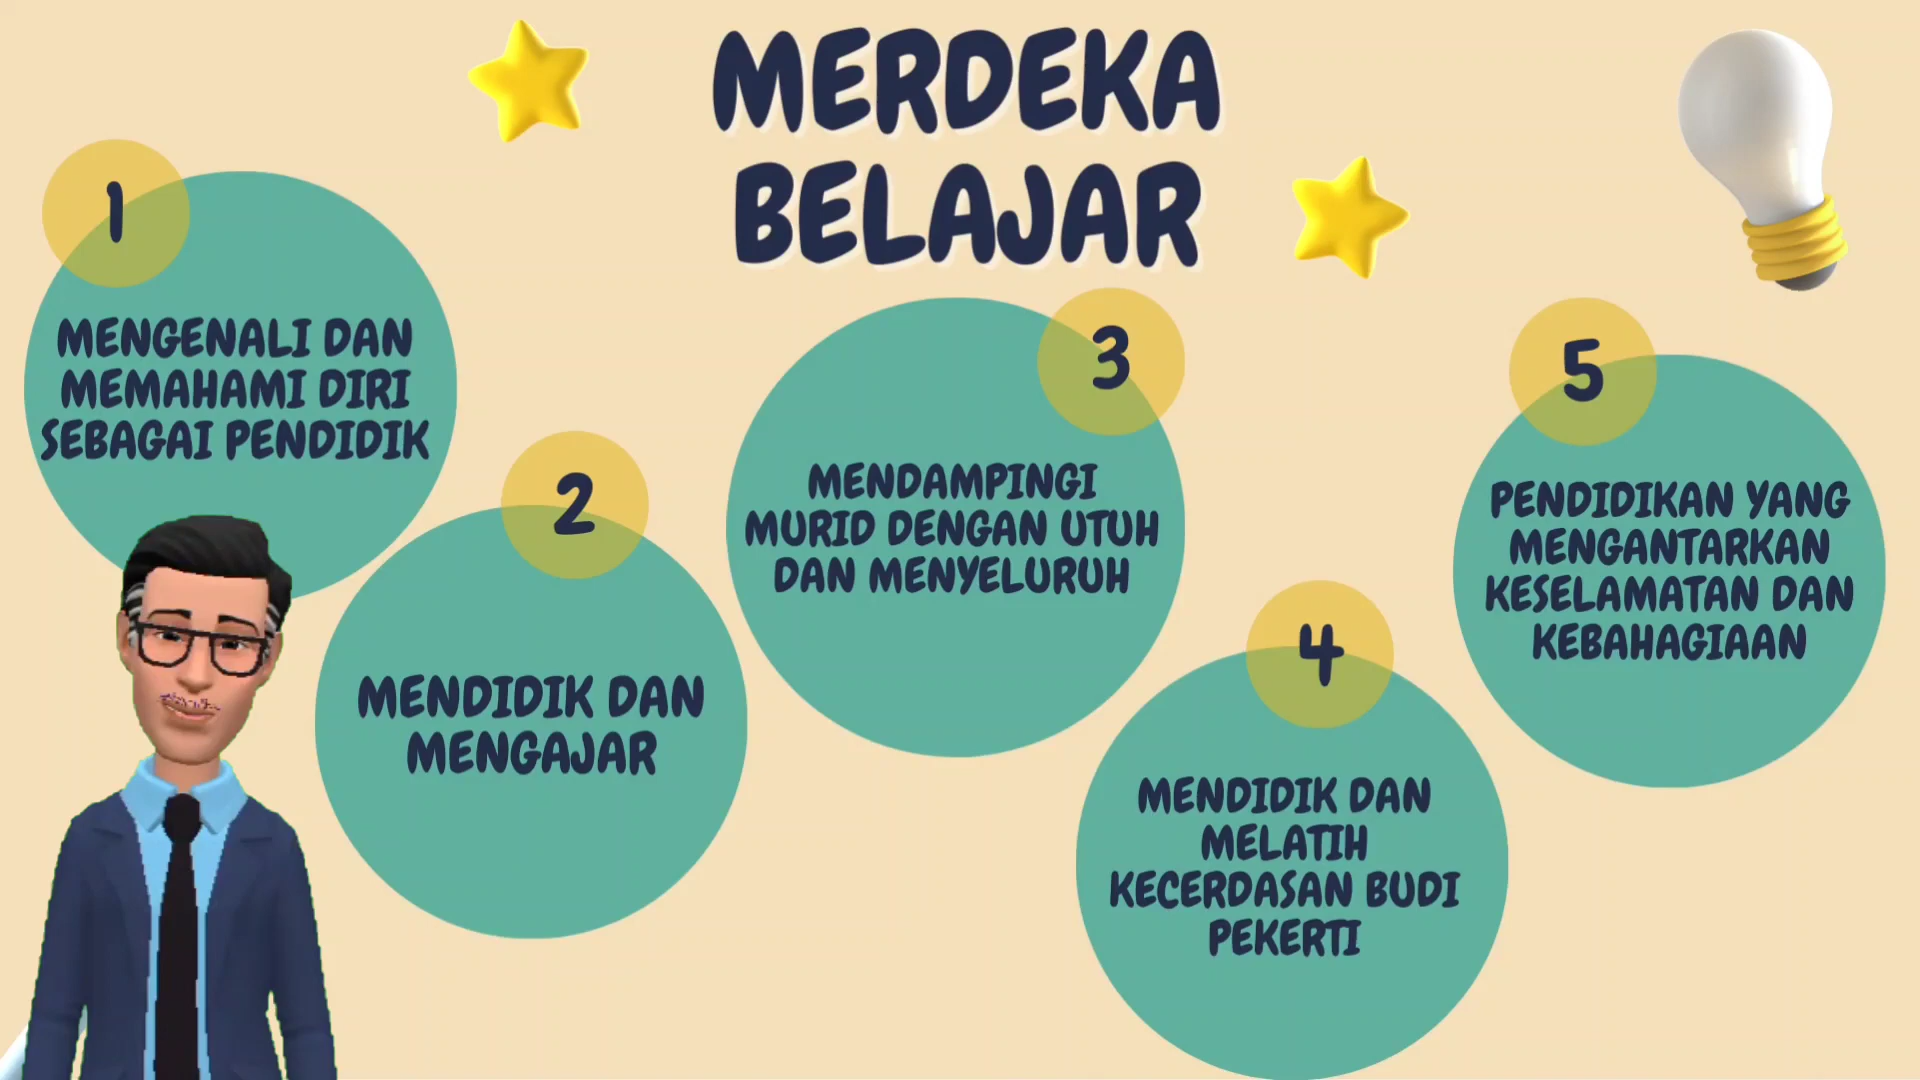 MERDEKA
BELAJAR
1
MENGENALI DAN
MEMAHAMI DIRI
SEBAGAI PENDIDIK
2
MENDIDIK DAN
MENGAJAR
3
MENDAMPINGI
MURID DENGAN UTUH
DAN MENYELURUH
4
MENDIDIK DAN
MELATIH
KECERDASAN BUDI
PEKERTI
5
PENDIDIKAN YANG
MENGANTARKAN
KESELAMATAN DAN
KEBAHAGIAAN